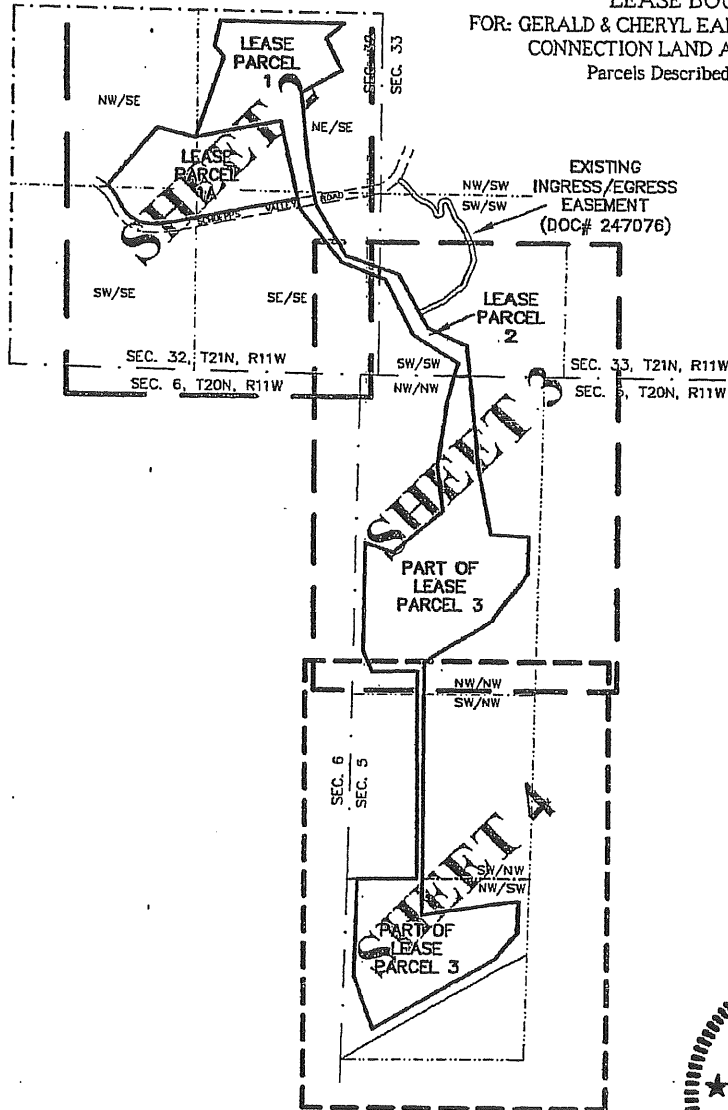 LEASE BOU
FOR: GERALD & CHERYL EA
CONNECTION LAND A
Parcels Described
LEASE
PARCEL
1
SEC. 33
NW/SE
NE/SE
SHEET
LEASE
PARCEL
1A
VALLEY ROAD
NW/SW
SW/SW
EXISTING
INGRESS/EGRESS
EASEMENT
(DOC# 247076)
SW/SE
SE/SE
LEASE
PARCEL
2
SEC. 32, T21N, R11W
SEC. 6, T20N, R11W
SW/SW
NW/NW
SEC. 33, T21N, R11W
SEC. 5, T20N, R11W
SHEET 3
PART OF
LEASE
PARCEL 3
NW/NW
SW/NW
SEC. 6
SEC. 5
SHEET 4
SW/NW
NW/SW
PART OF
LEASE
PARCEL 3